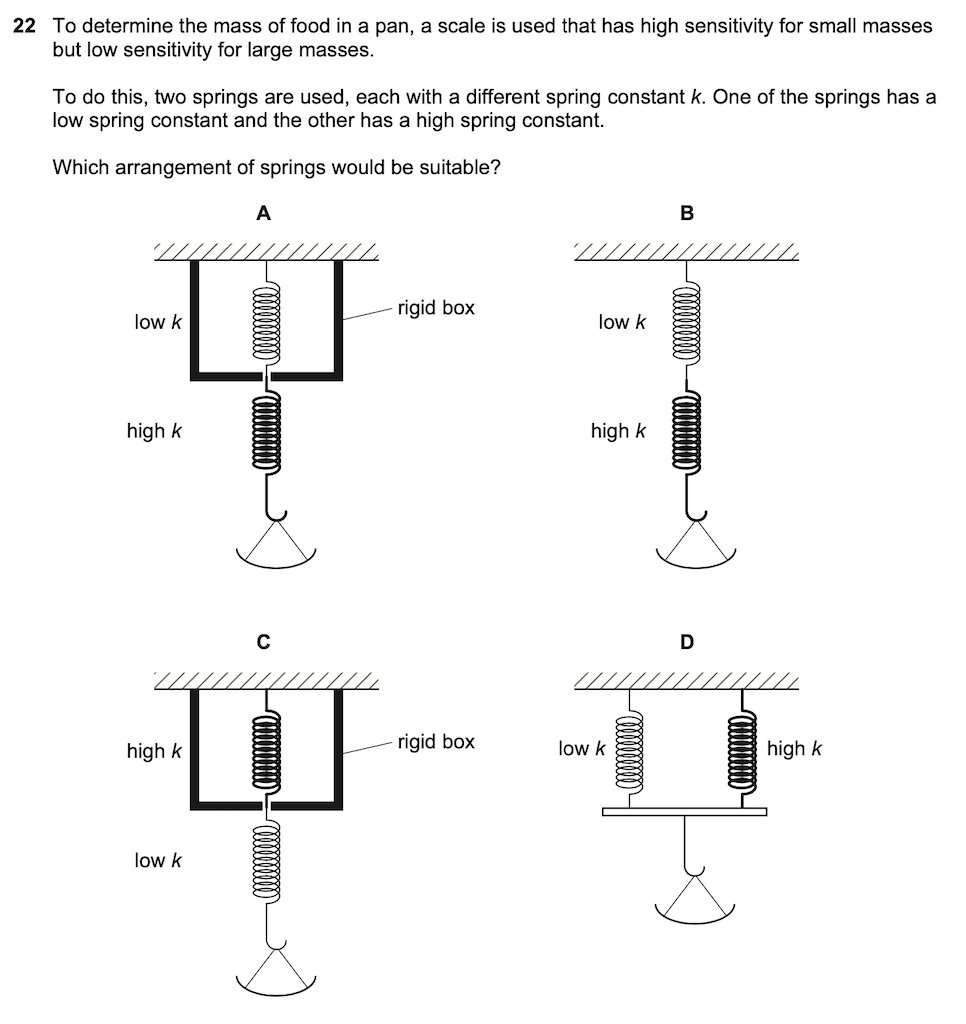 22 To determine the mass of food in a pan, a scale is used that has high sensitivity for small masses
but low sensitivity for large masses.
To do this, two springs are used, each with a different spring constant k. One of the springs has a
low spring constant and the other has a high spring constant.
Which arrangement of springs would be suitable?
A
low k
rigid box
high k
B
low k
high k
C
high k
rigid box
low k
D
low k
high k